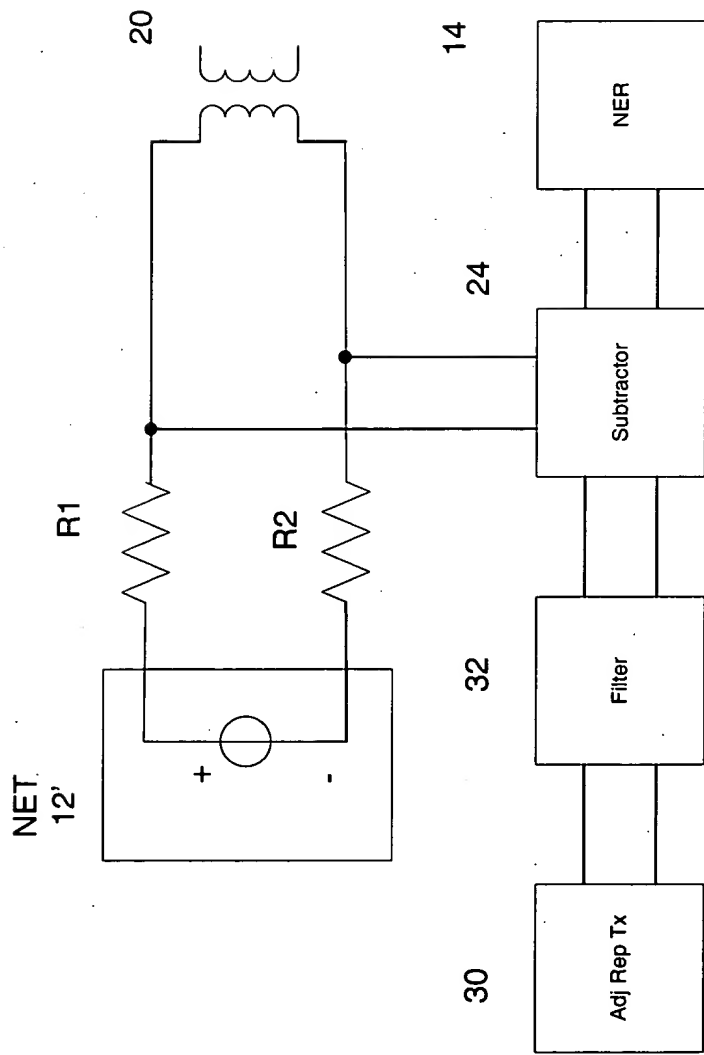 NET
12'
+
-
R1
R2
20
30
Adj Rep Tx
32
Filter
24
Subtractor
14
NER